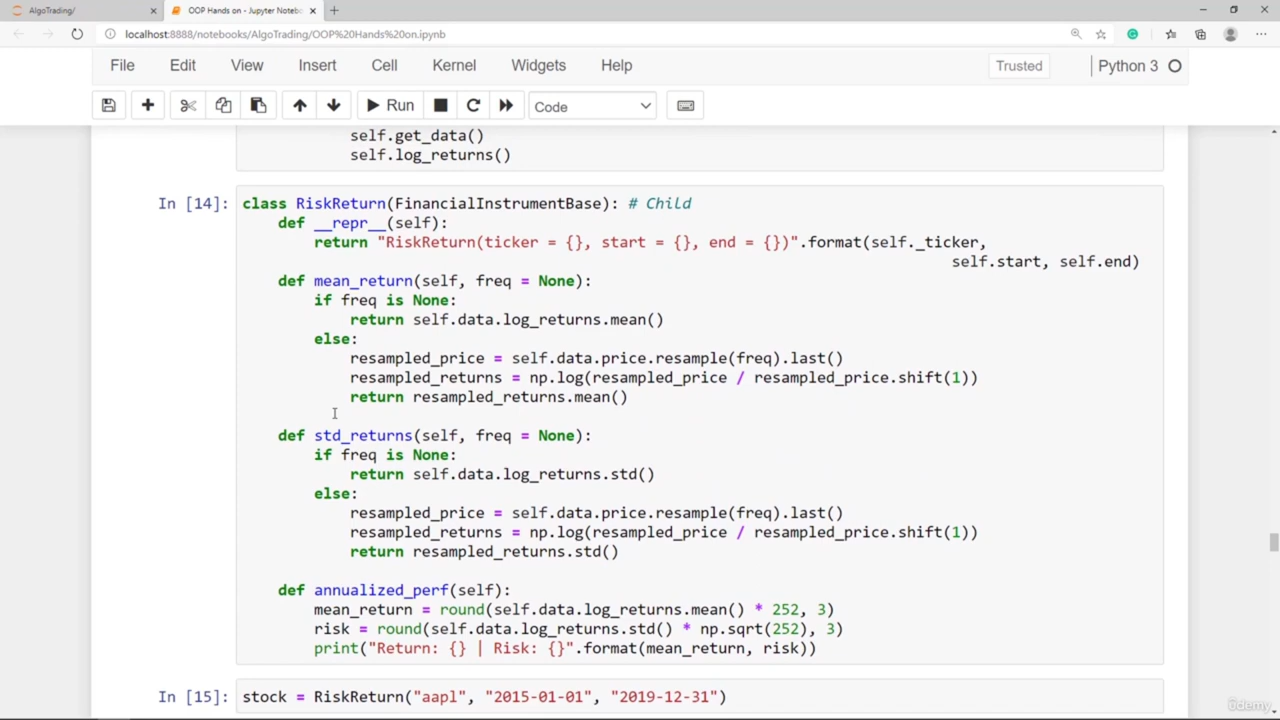 AlgoTrading/
OOP Hands on - Jupyter Notebo
localhost:8888/notebooks/AlgoTrading/OOP%20Hands%20on.ipynb
File Edit View Insert Cell Kernel Widgets Help Trusted Python 3
Run Code
self.get_data()
self.log_returns()
In [14]: class RiskReturn(FinancialInstrumentBase): # Child
def __repr__(self):
return "RiskReturn(ticker = {}, start = {}, end = {})".format(self._ticker,
self.start, self.end)
def mean_return(self, freq = None):
if freq is None:
return self.data.log_returns.mean()
else:
resampled_price = self.data.price.resample(freq).last()
resampled_returns = np.log(resampled_price / resampled_price.shift(1))
return resampled_returns.mean()
def std_returns(self, freq = None):
if freq is None:
return self.data.log_returns.std()
else:
resampled_price = self.data.price.resample(freq).last()
resampled_returns = np.log(resampled_price / resampled_price.shift(1))
return resampled_returns.std()
def annualized_perf(self):
mean_return = round(self.data.log_returns.mean() * 252, 3)
risk = round(self.data.log_returns.std() * np.sqrt(252), 3)
print("Return: {} | Risk: {}".format(mean_return, risk))
In [15]: stock = RiskReturn("aapl", "2015-01-01", "2019-12-31")
ûdemy